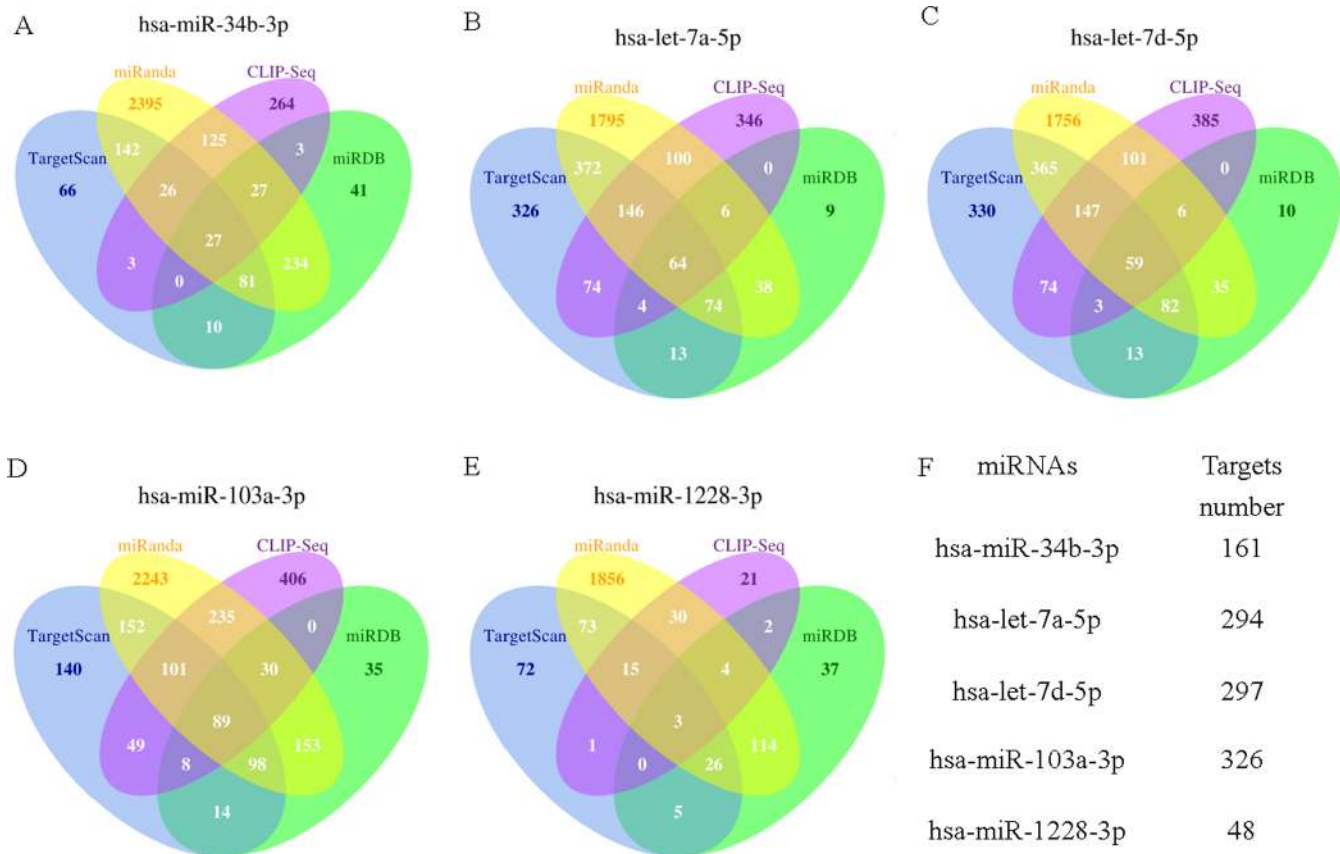 A
hsa-miR-34b-3p
miRanda
CLIP-Seq
2395
264
142
125
3
TargetScan
miRDB
66
26
27
41
27
3
0
81
234
10
B
hsa-let-7a-5p
miRanda
CLIP-Seq
1795
346
372
100
0
TargetScan
miRDB
326
146
6
9
64
74
4
74
38
13
C
hsa-let-7d-5p
miRanda
CLIP-Seq
1756
385
365
101
0
TargetScan
miRDB
330
147
6
10
59
74
3
82
35
13
D
hsa-miR-103a-3p
miRanda
CLIP-Seq
2243
406
152
235
0
TargetScan
miRDB
140
101
30
35
89
49
8
98
153
14
E
hsa-miR-1228-3p
miRanda
CLIP-Seq
1856
21
73
30
2
TargetScan
miRDB
72
15
4
37
3
1
0
26
114
5
F miRNAs Targets
number
hsa-miR-34b-3p 161
hsa-let-7a-5p 294
hsa-let-7d-5p 297
hsa-miR-103a-3p 326
hsa-miR-1228-3p 48